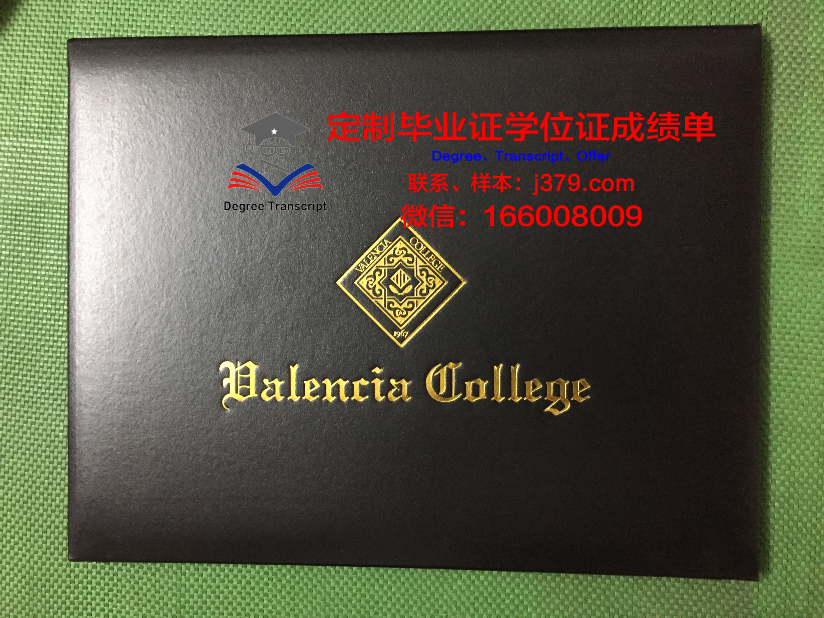 定制毕业证学位证成绩单
Degree、Transcript、Offer
联系、样本：j379.com
Degree Transcript
微信：166008009
VALENCIA COLLEGE
1967
Valencia College